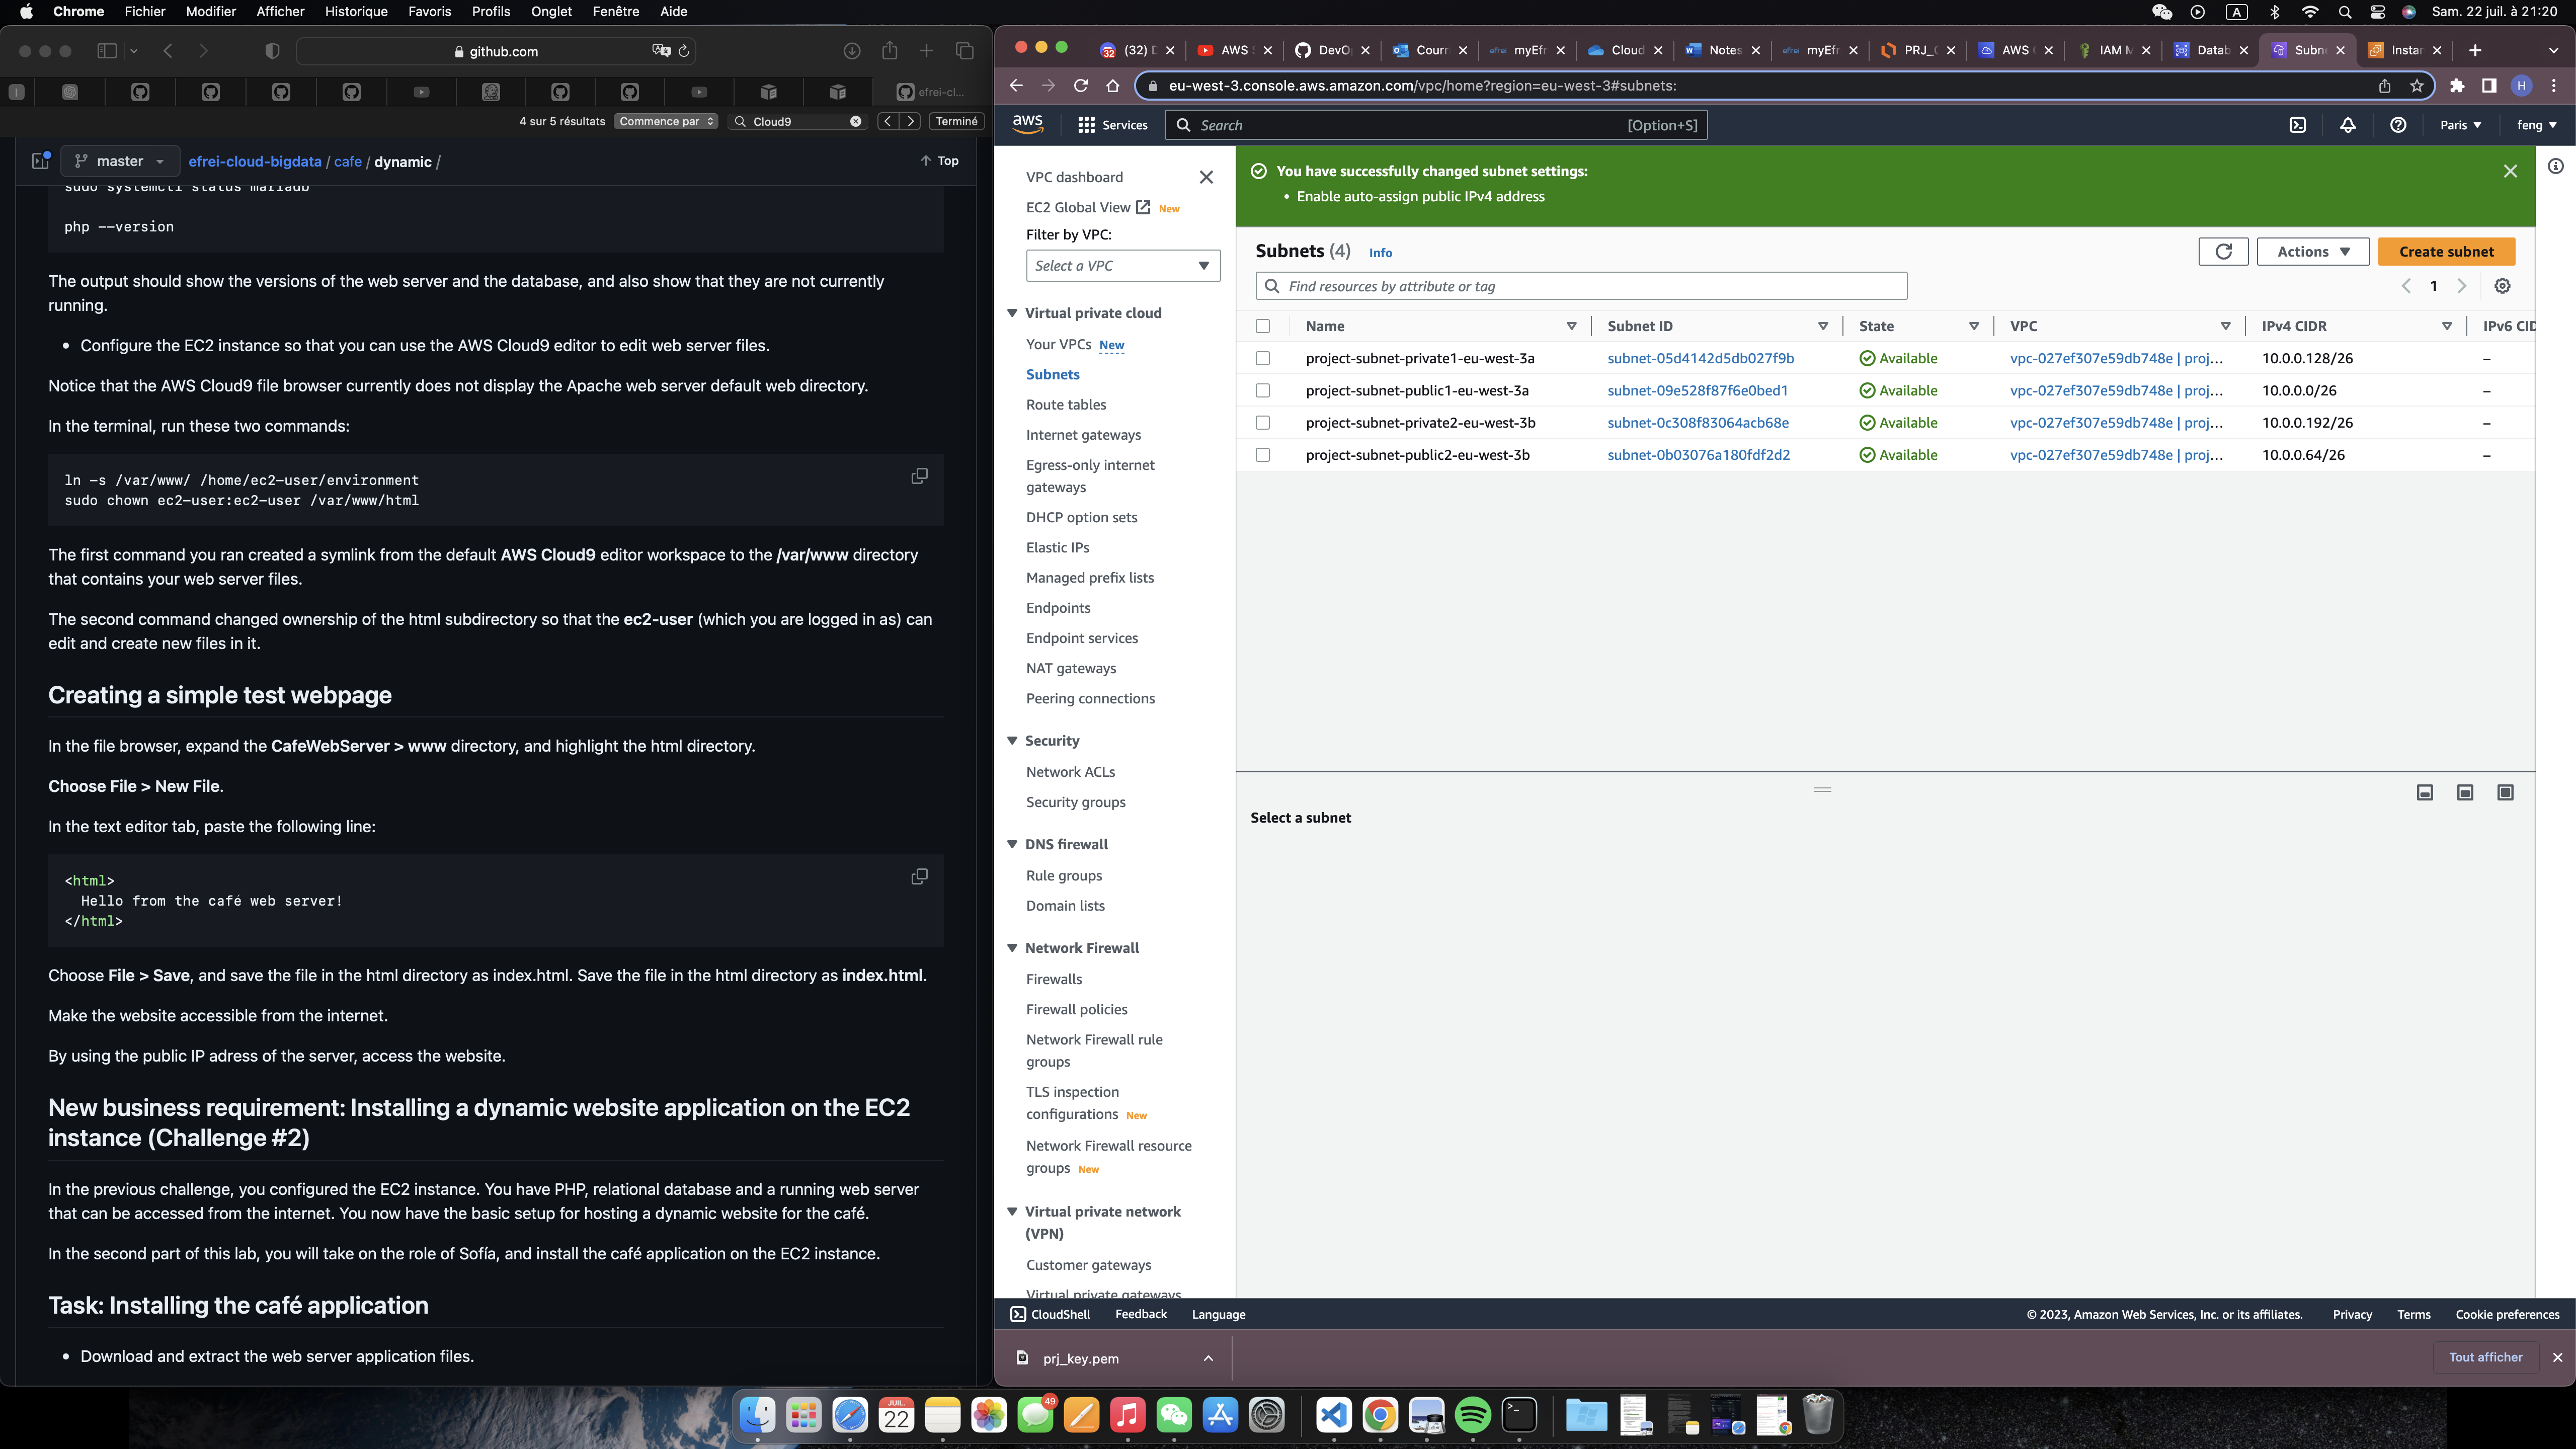 Chrome Fichier Modifier Afficher Historique Favoris Profils Onglet Fenêtre Aide
A Sam. 22 juil. à 21:20
github.com
efrei-cl...
4 sur 5 résultats Commence par Cloud9 Terminé
master efrei-cloud-bigdata / cafe / dynamic / Top
sudo systemctl status mariadb
php --version
The output should show the versions of the web server and the database, and also show that they are not currently
running.
• Configure the EC2 instance so that you can use the AWS Cloud9 editor to edit web server files.
Notice that the AWS Cloud9 file browser currently does not display the Apache web server default web directory.
In the terminal, run these two commands:
ln -s /var/www/ /home/ec2-user/environment
sudo chown ec2-user:ec2-user /var/www/html
The first command you ran created a symlink from the default AWS Cloud9 editor workspace to the /var/www directory
that contains your web server files.
The second command changed ownership of the html subdirectory so that the ec2-user (which you are logged in as) can
edit and create new files in it.
Creating a simple test webpage
In the file browser, expand the CafeWebServer > www directory, and highlight the html directory.
Choose File > New File.
In the text editor tab, paste the following line:
<html>
Hello from the café web server!
</html>
Choose File > Save, and save the file in the html directory as index.html. Save the file in the html directory as index.html.
Make the website accessible from the internet.
By using the public IP adress of the server, access the website.
New business requirement: Installing a dynamic website application on the EC2
instance (Challenge #2)
In the previous challenge, you configured the EC2 instance. You have PHP, relational database and a running web server
that can be accessed from the internet. You now have the basic setup for hosting a dynamic website for the café.
In the second part of this lab, you will take on the role of Sofía, and install the café application on the EC2 instance.
Task: Installing the café application
• Download and extract the web server application files.
(32) D AWS DevO Courr myEfr Cloud Notes myEfr PRJ_ AWS IAM M Datab Subne Instan
eu-west-3.console.aws.amazon.com/vpc/home?region=eu-west-3#subnets:
H
aws Services Search [Option+S] Paris feng
VPC dashboard
EC2 Global View New
Filter by VPC:
Select a VPC
Virtual private cloud
Your VPCs New
Subnets
Route tables
Internet gateways
Egress-only internet
gateways
DHCP option sets
Elastic IPs
Managed prefix lists
Endpoints
Endpoint services
NAT gateways
Peering connections
Security
Network ACLs
Security groups
DNS firewall
Rule groups
Domain lists
Network Firewall
Firewalls
Firewall policies
Network Firewall rule
groups
TLS inspection
configurations New
Network Firewall resource
groups New
Virtual private network
(VPN)
Customer gateways
Virtual private gateways
You have successfully changed subnet settings:
• Enable auto-assign public IPv4 address
Subnets (4) Info Actions Create subnet
Find resources by attribute or tag 1
Name Subnet ID State VPC IPv4 CIDR IPv6 CID
project-subnet-private1-eu-west-3a subnet-05d4142d5db027f9b Available vpc-027ef307e59db748e | proj... 10.0.0.128/26 –
project-subnet-public1-eu-west-3a subnet-09e528f87f6e0bed1 Available vpc-027ef307e59db748e | proj... 10.0.0.0/26 –
project-subnet-private2-eu-west-3b subnet-0c308f83064acb68e Available vpc-027ef307e59db748e | proj... 10.0.0.192/26 –
project-subnet-public2-eu-west-3b subnet-0b03076a180fdf2d2 Available vpc-027ef307e59db748e | proj... 10.0.0.64/26 –
Select a subnet
CloudShell Feedback Language © 2023, Amazon Web Services, Inc. or its affiliates. Privacy Terms Cookie preferences
prj_key.pem Tout afficher
JUIL.
22
49